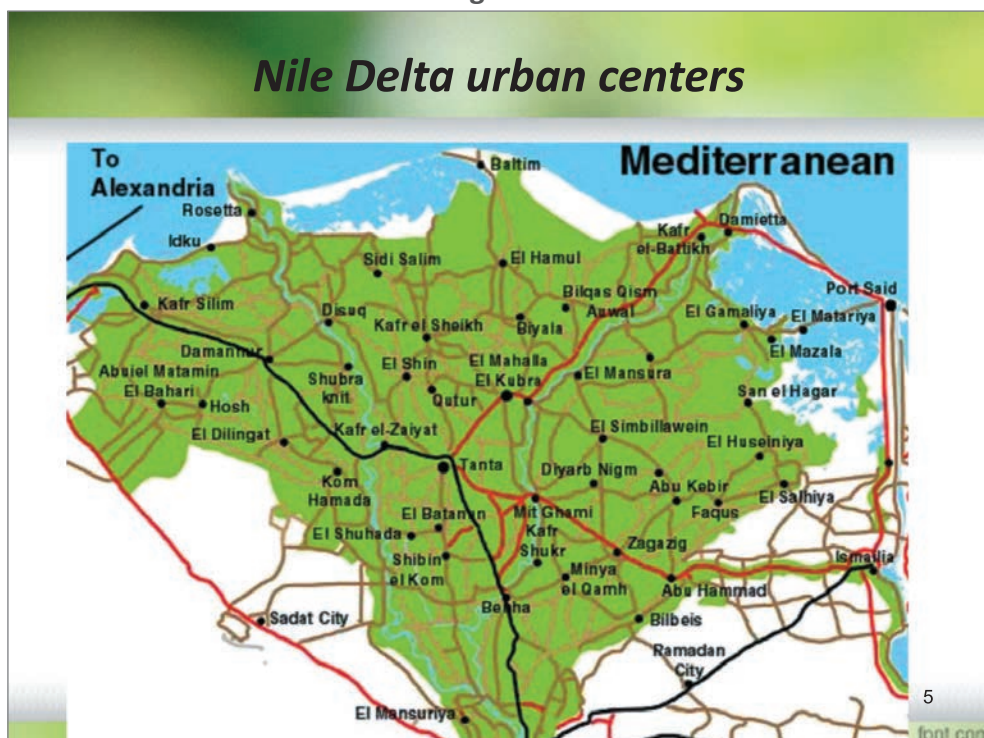 Nile Delta urban centers
To
Alexandria
Mediterranean
Baltim
Rosetta
Idku
Damietta
Kafr
el-Battikh
Sidi Salim
El Hamul
Port Said
Kafr Silim
Disuq
Bilqas Qism
Auwal
El Gamaliya
El Matariya
Kafr el Sheikh
Biyala
El Mazala
Damanhur
Abuiel Matamin
El Bahari
Hosh
Shubra
knit
El Shin
Qutur
El Mahalla
El Kubra
El Mansura
San el Hagar
El Dilingat
Kafr el-Zaiyat
El Simbillawein
El Huseiniya
Tanta
Diyarb Nigm
Kom
Hamada
Abu Kebir
El Salhiya
Faqus
El Batanun
Mit Ghami
El Shuhada
Kafr
Shukr
Zagazig
Shibin
el Kom
Minya
el Qamh
Ismailia
Abu Hammad
Benha
Sadat City
Bilbeis
Ramadan
City
El Mansuriya
5